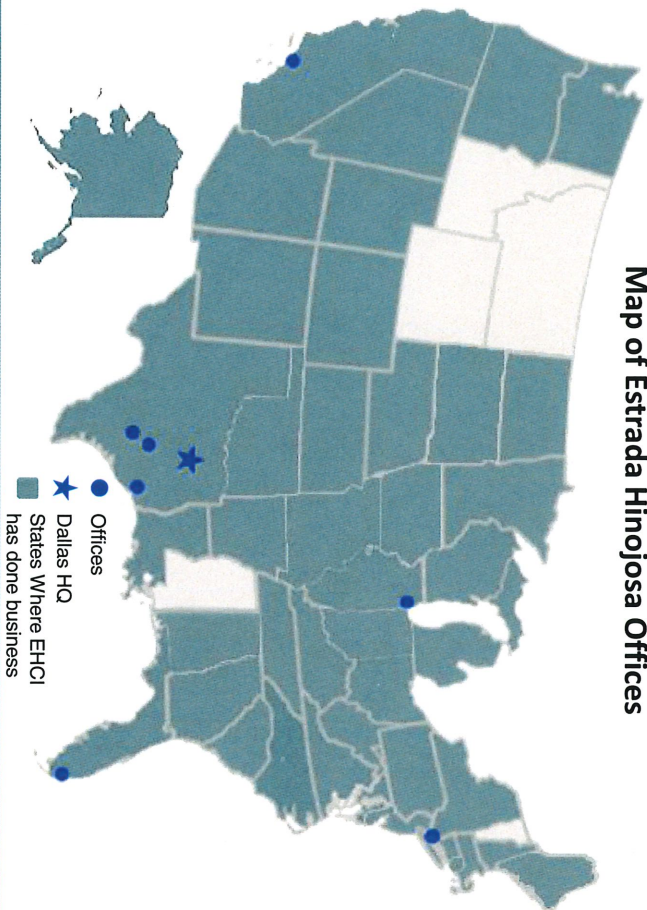 Map of Estrada Hinojosa Offices
Offices
Dallas HQ
States Where EHCI
has done business